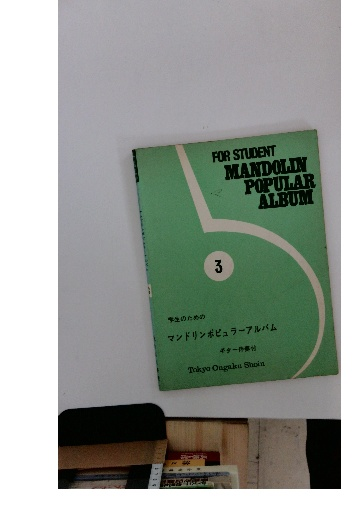 FOR STUDENT
MANDOLIN
POPULAR
ALBUM
3
学生のための
マンドリンポピュラーアルバム
ギター伴奏付
Tokyo Ongaku Shoin